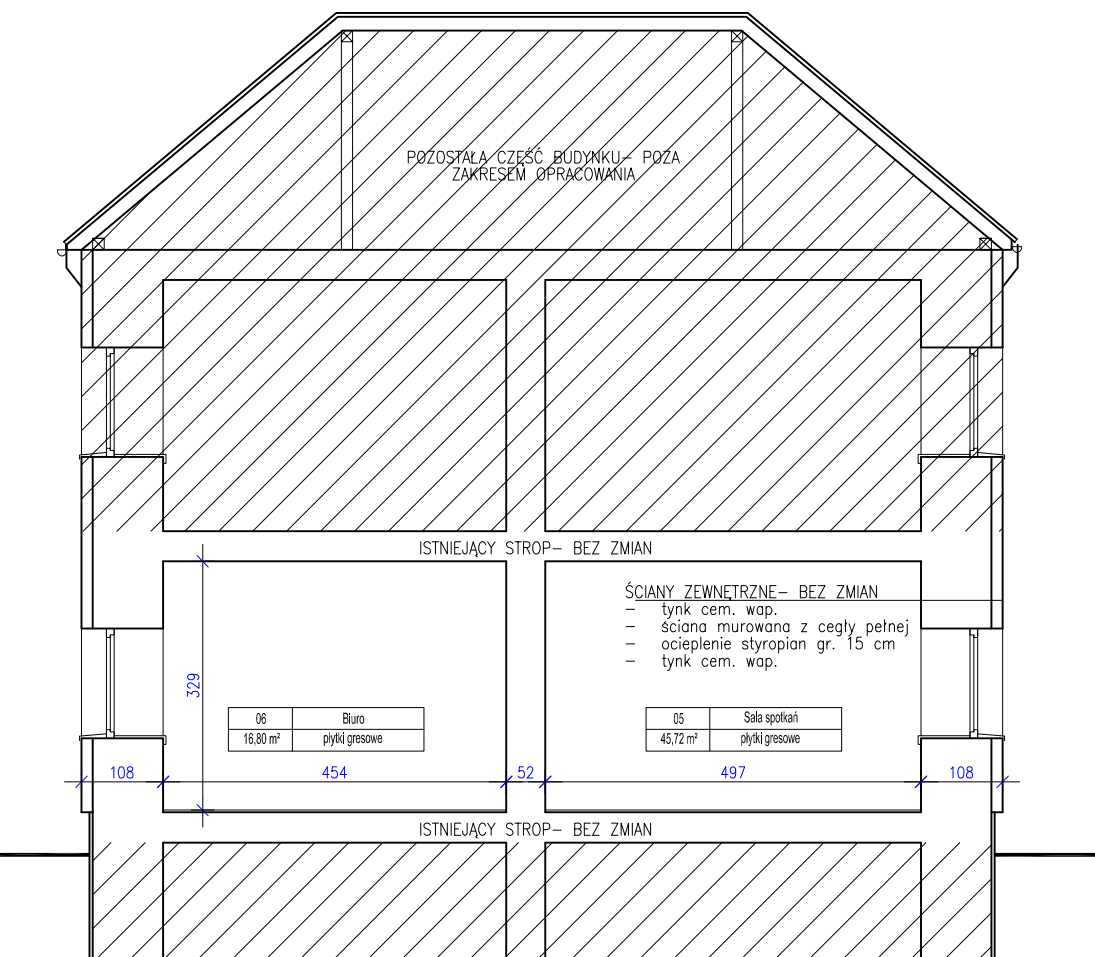 POZOSTAŁA CZĘŚĆ BUDYNKU– POZA
ZAKRESEM OPRACOWANIA
ISTNIEJĄCY STROP– BEZ ZMIAN
ŚCIANY ZEWNĘTRZNE– BEZ ZMIAN
– tynk cem. wap.
– ściana murowana z cegły pełnej
– ocieplenie styropian gr. 15 cm
– tynk cem. wap.
329
06 Biuro
16,80 m² płytki gresowe
05 Sala spotkań
45,72 m² płytki gresowe
108 454 52 497 108
ISTNIEJĄCY STROP– BEZ ZMIAN